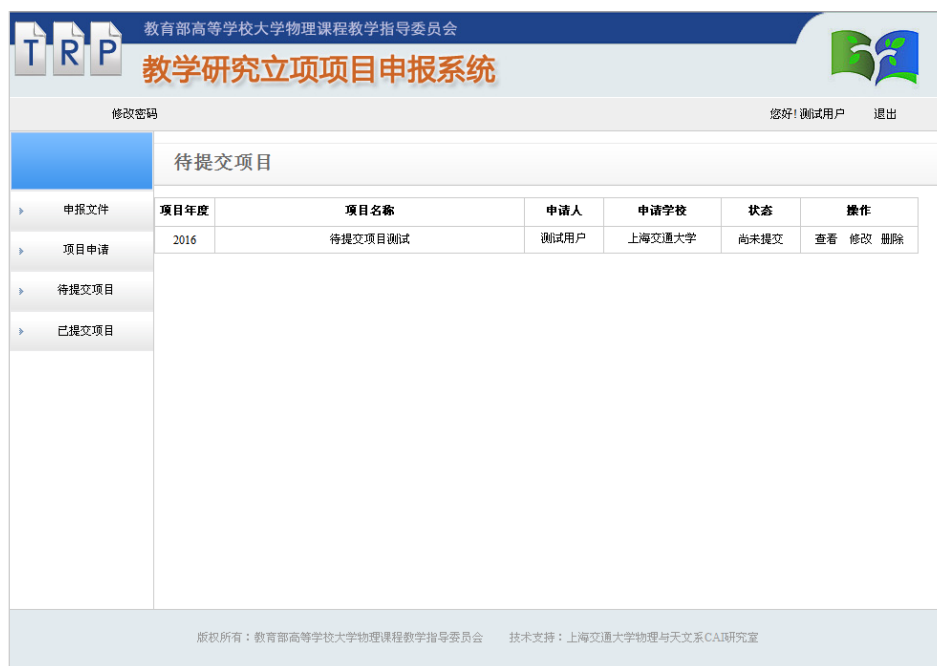 TRP
教育部高等学校大学物理课程教学指导委员会
教学研究立项项目申报系统
修改密码 您好!测试用户 退出
待提交项目
申报文件
项目申请
待提交项目
已提交项目
项目年度 项目名称 申请人 申请学校 状态 操作
2016 待提交项目测试 测试用户 上海交通大学 尚未提交 查看 修改 删除
版权所有:教育部高等学校大学物理课程教学指导委员会 技术支持:上海交通大学物理与天文系CAI研究室